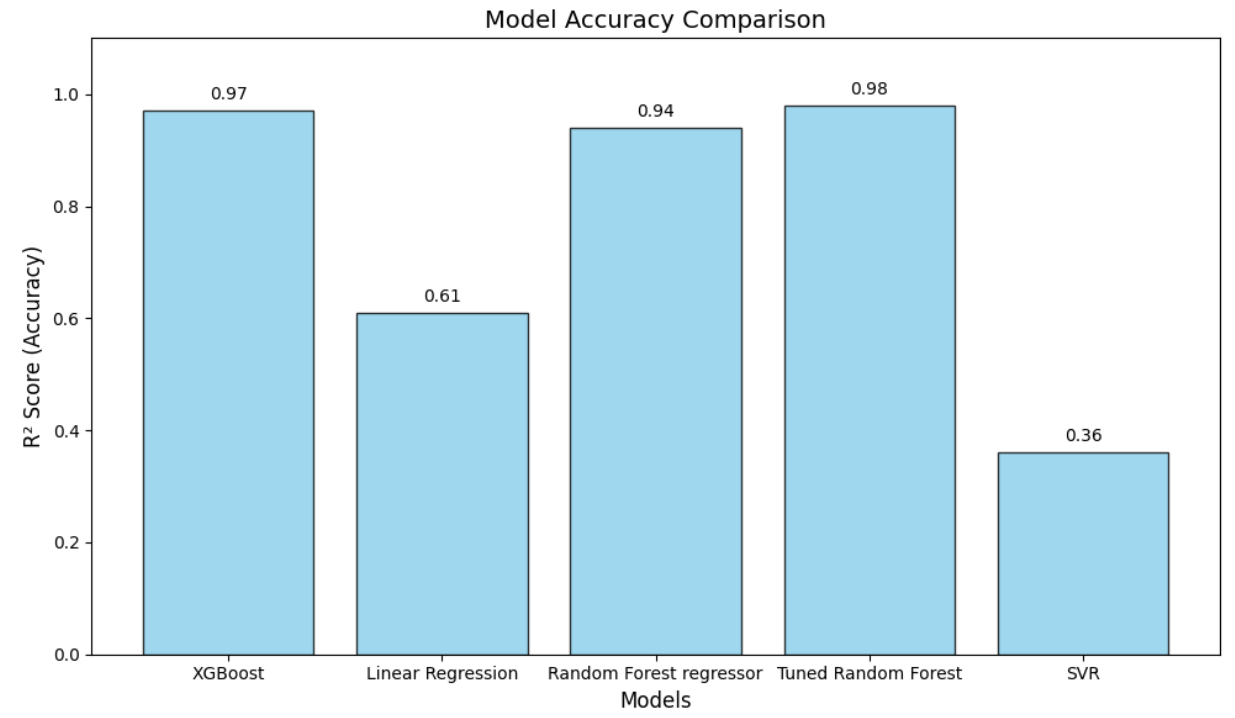 Model Accuracy Comparison
R² Score (Accuracy)
1.0
0.8
0.6
0.4
0.2
0.0
0.97
0.61
0.94
0.98
0.36
XGBoost
Linear Regression
Random Forest regressor
Tuned Random Forest
SVR
Models